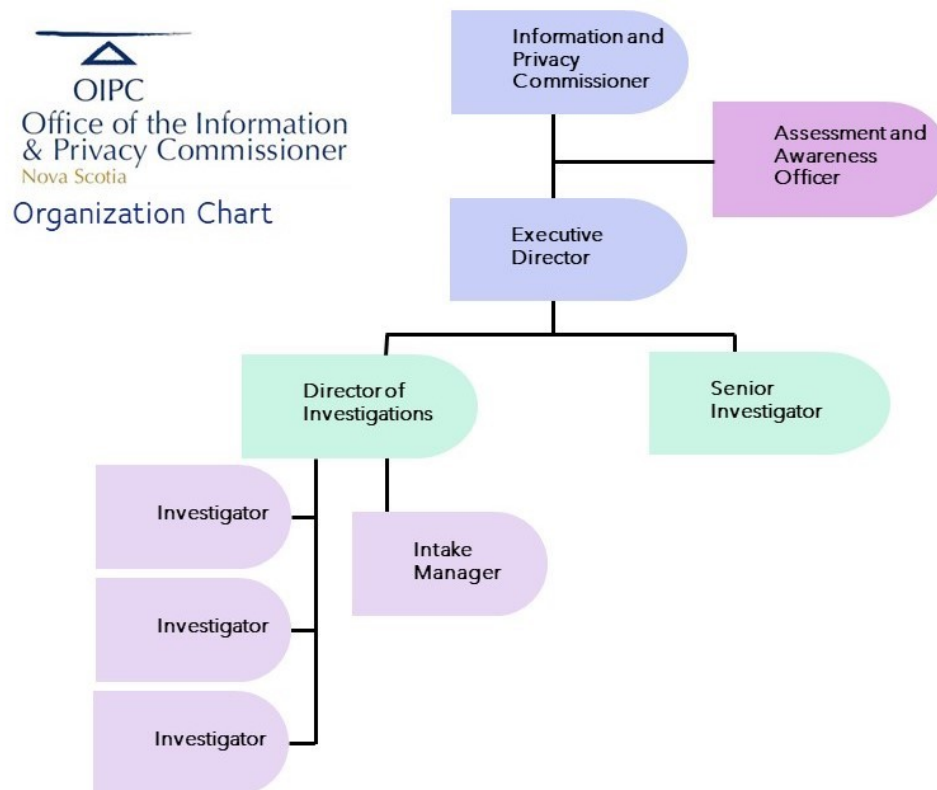 OIPC
Office of the Information
& Privacy Commissioner
Nova Scotia
Organization Chart
Information and
Privacy
Commissioner
Assessment and
Awareness
Officer
Executive
Director
Director of
Investigations
Senior
Investigator
Investigator
Intake
Manager
Investigator
Investigator